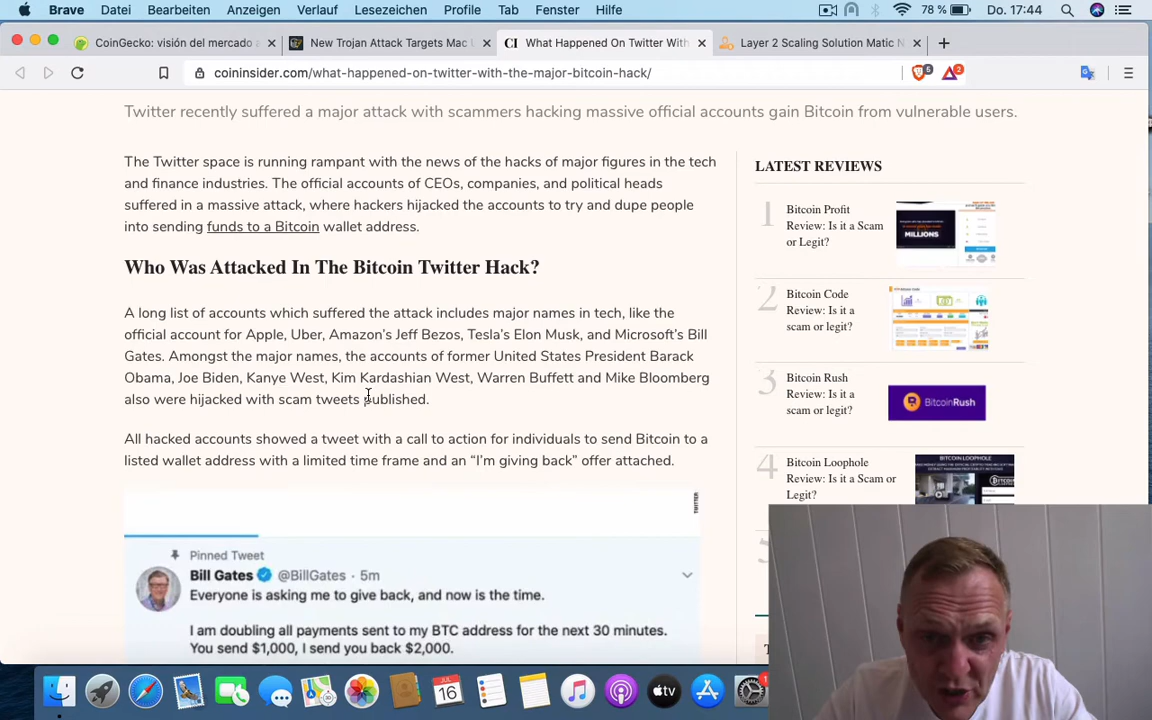 Brave Datei Bearbeiten Anzeigen Verlauf Lesezeichen Profile Tab Fenster Hilfe 78 % Do. 17:44
CoinGecko: visión del mercado a
New Trojan Attack Targets Mac U
CI What Happened On Twitter With
Layer 2 Scaling Solution Matic N
coininsider.com/what-happened-on-twitter-with-the-major-bitcoin-hack/
5
2
Twitter recently suffered a major attack with scammers hacking massive official accounts gain Bitcoin from vulnerable users.
The Twitter space is running rampant with the news of the hacks of major figures in the tech
and finance industries. The official accounts of CEOs, companies, and political heads
suffered in a massive attack, where hackers hijacked the accounts to try and dupe people
into sending funds to a Bitcoin wallet address.
Who Was Attacked In The Bitcoin Twitter Hack?
A long list of accounts which suffered the attack includes major names in tech, like the
official account for Apple, Uber, Amazon’s Jeff Bezos, Tesla’s Elon Musk, and Microsoft’s Bill
Gates. Amongst the major names, the accounts of former United States President Barack
Obama, Joe Biden, Kanye West, Kim Kardashian West, Warren Buffett and Mike Bloomberg
also were hijacked with scam tweets published.
All hacked accounts showed a tweet with a call to action for individuals to send Bitcoin to a
listed wallet address with a limited time frame and an “I’m giving back” offer attached.
TWITTER
Pinned Tweet
Bill Gates @BillGates · 5m
Everyone is asking me to give back, and now is the time.
I am doubling all payments sent to my BTC address for the next 30 minutes.
You send $1,000, I send you back $2,000.
LATEST REVIEWS
1
Bitcoin Profit
Review: Is it a Scam
or Legit?
MILLIONS
2
Bitcoin Code
Review: Is it a
scam or legit?
3
Bitcoin Rush
Review: Is it a
scam or legit?
BitcoinRush
4
Bitcoin Loophole
Review: Is it a Scam or
Legit?
BITCOIN LOOPHOLE
JUL
16
tv
1